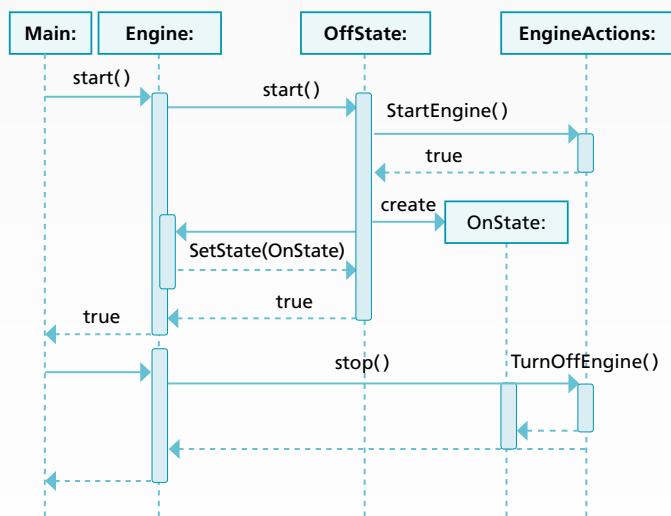 Main:
Engine:
OffState:
EngineActions:
start()
start()
StartEngine()
true
create
OnState:
SetState(OnState)
true
true
stop()
TurnOffEngine()